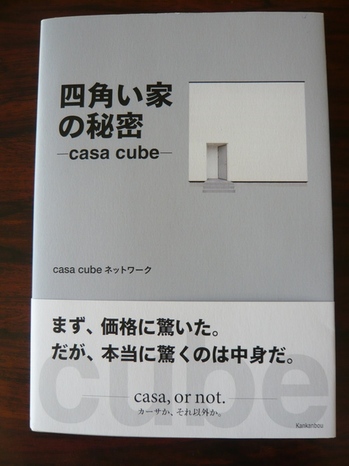 四角い家
の秘密
—casa cube—
casa cube ネットワーク
まず、価格に驚いた。
だが、本当に驚くのは中身だ。
cube
casa, or not.
カーサか、それ以外か。
Kankanbou